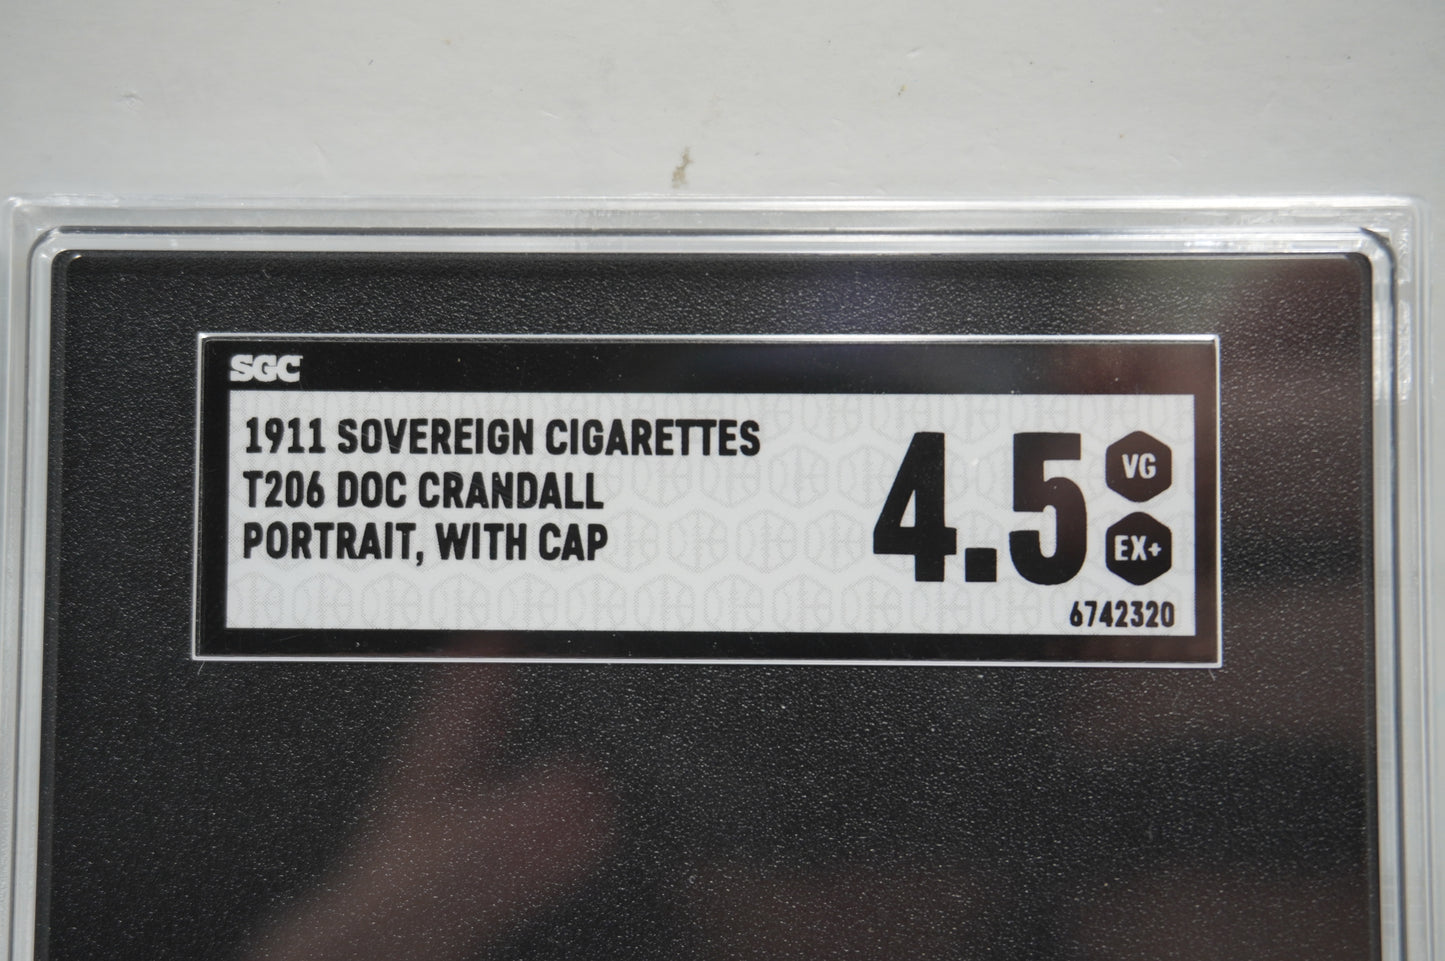 SGC
1911 SOVEREIGN CIGARETTES
T206 DOC CRANDALL
PORTRAIT, WITH CAP
4.5
VG
EX+
6742320